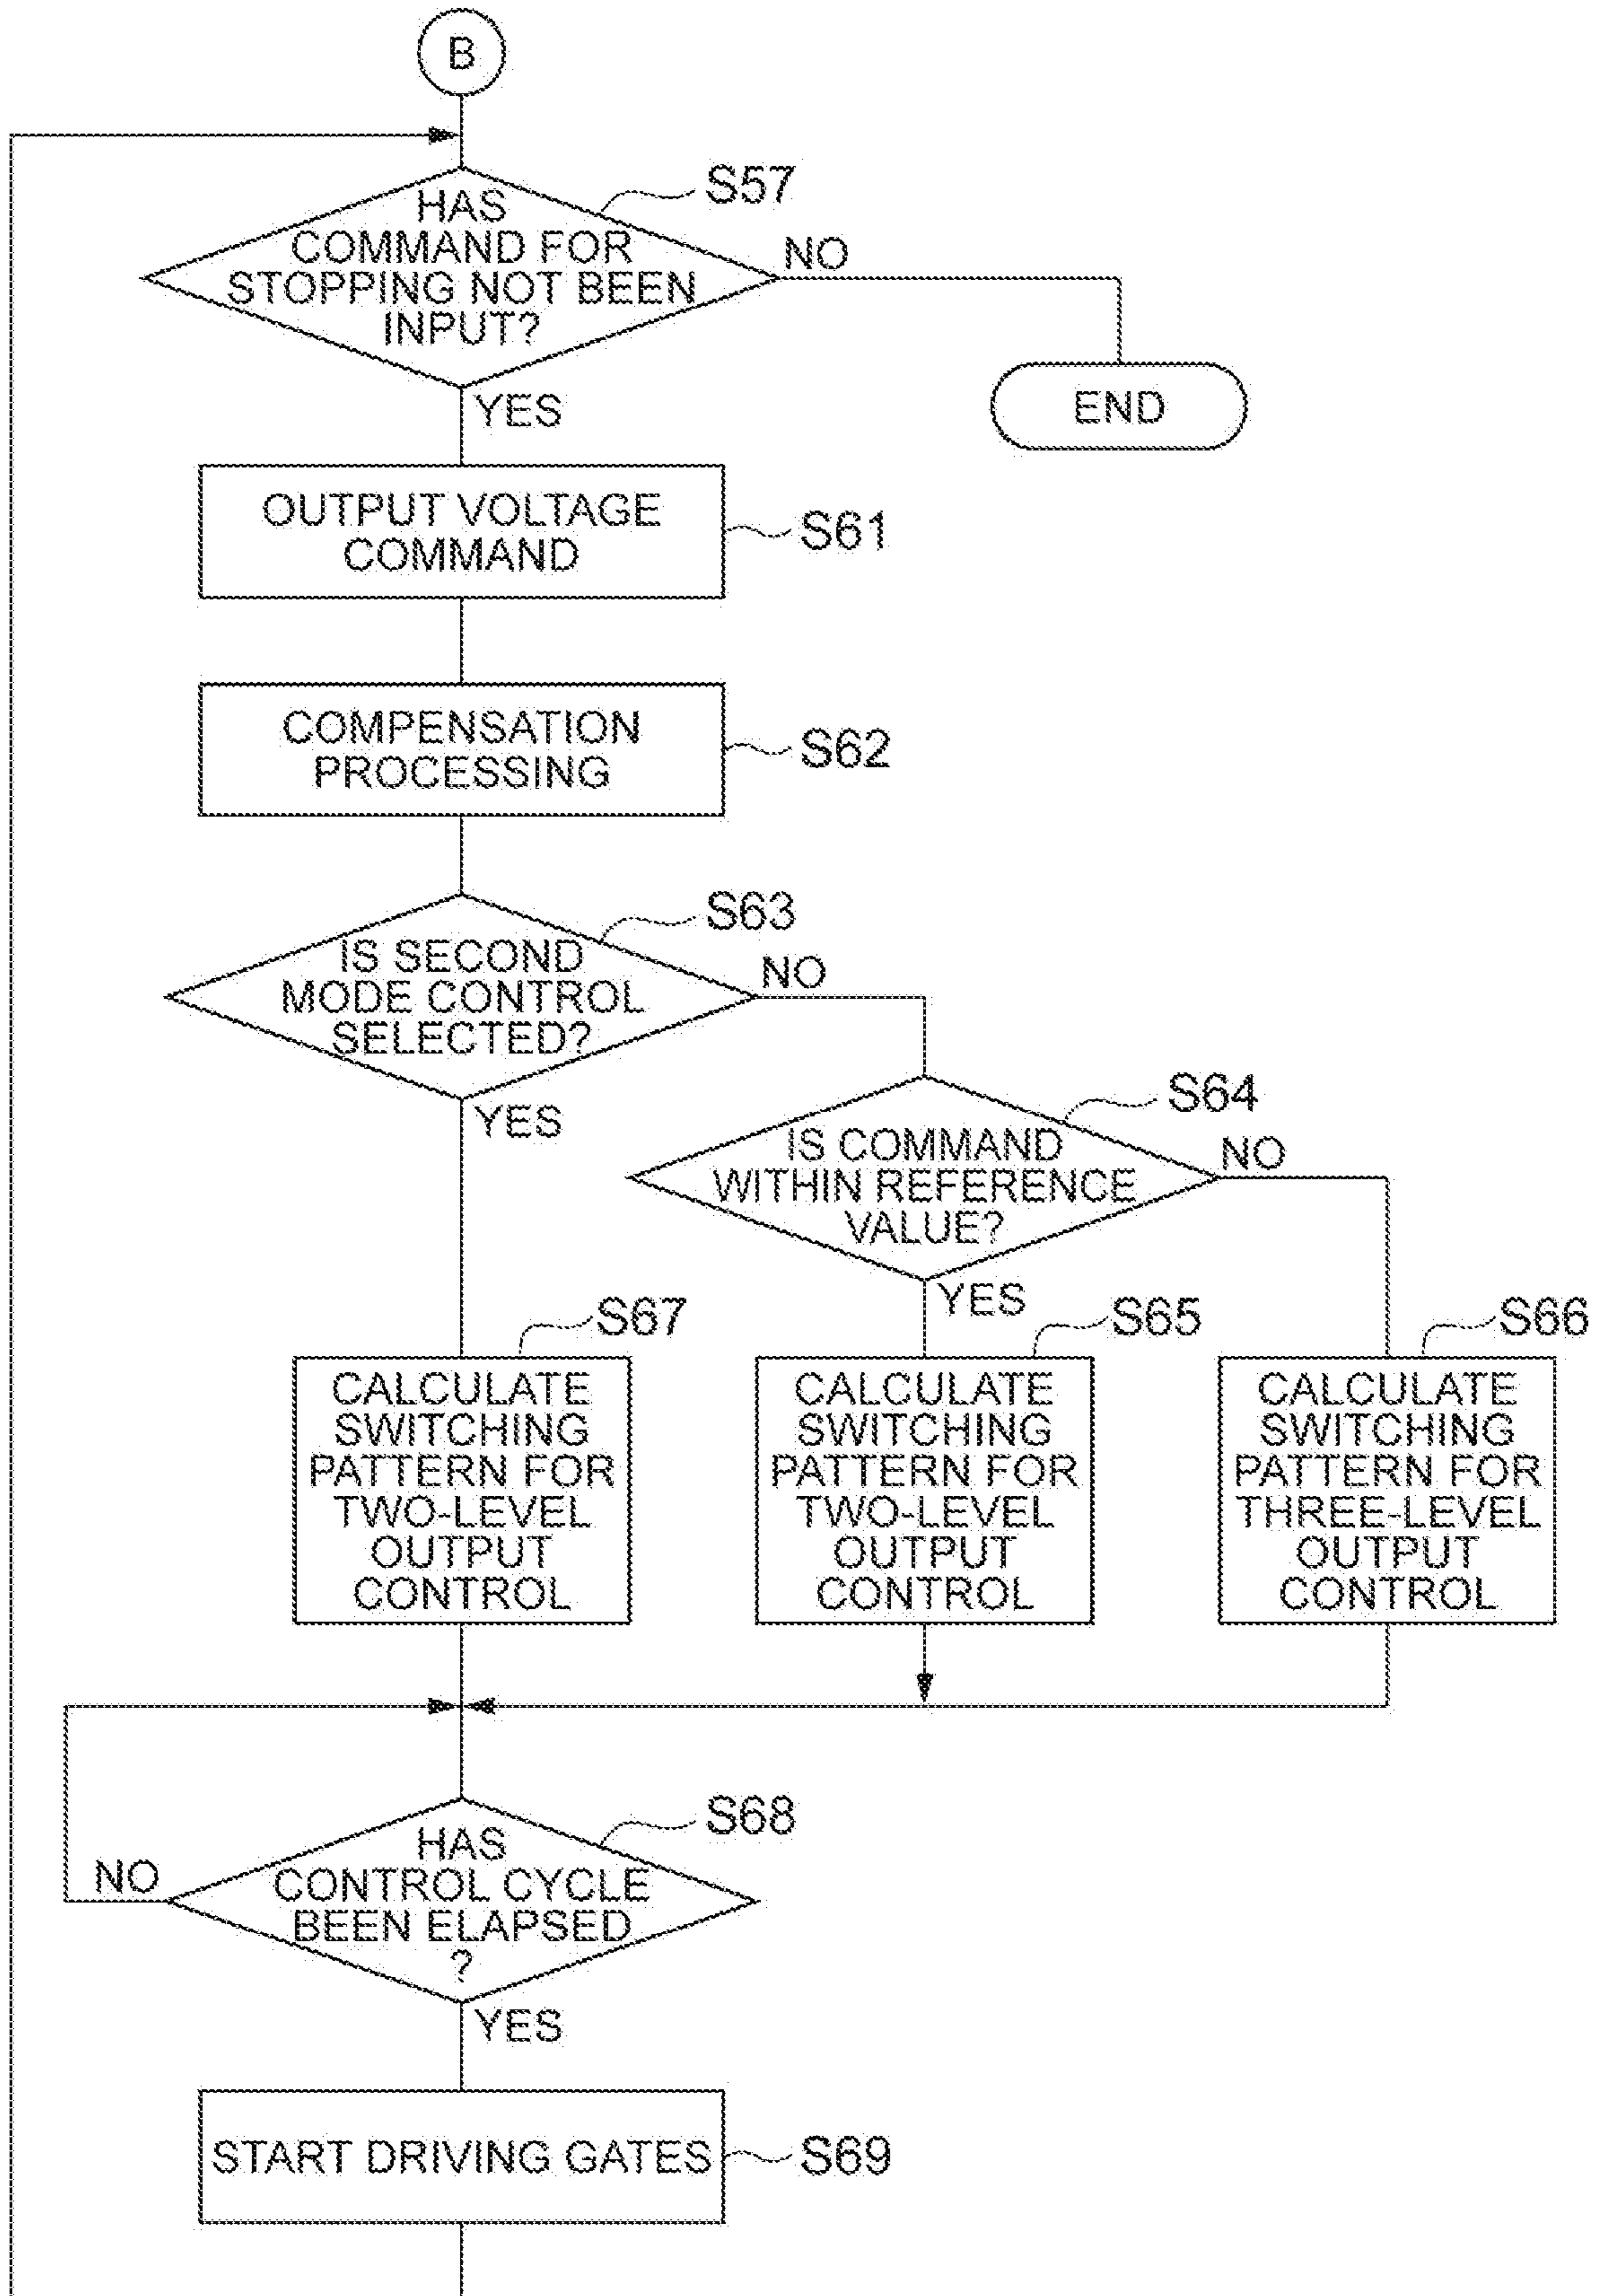 B
S57
HAS
COMMAND FOR
STOPPING NOT BEEN
INPUT?
NO
END
YES
OUTPUT VOLTAGE
COMMAND
S61
COMPENSATION
PROCESSING
S62
S63
IS SECOND
MODE CONTROL
SELECTED?
NO
YES
S64
IS COMMAND
WITHIN REFERENCE
VALUE?
NO
YES
S67
CALCULATE
SWITCHING
PATTERN FOR
TWO-LEVEL
OUTPUT
CONTROL
S65
CALCULATE
SWITCHING
PATTERN FOR
TWO-LEVEL
OUTPUT
CONTROL
S66
CALCULATE
SWITCHING
PATTERN FOR
THREE-LEVEL
OUTPUT
CONTROL
S68
HAS
CONTROL CYCLE
BEEN ELAPSED
?
NO
YES
START DRIVING GATES
S69